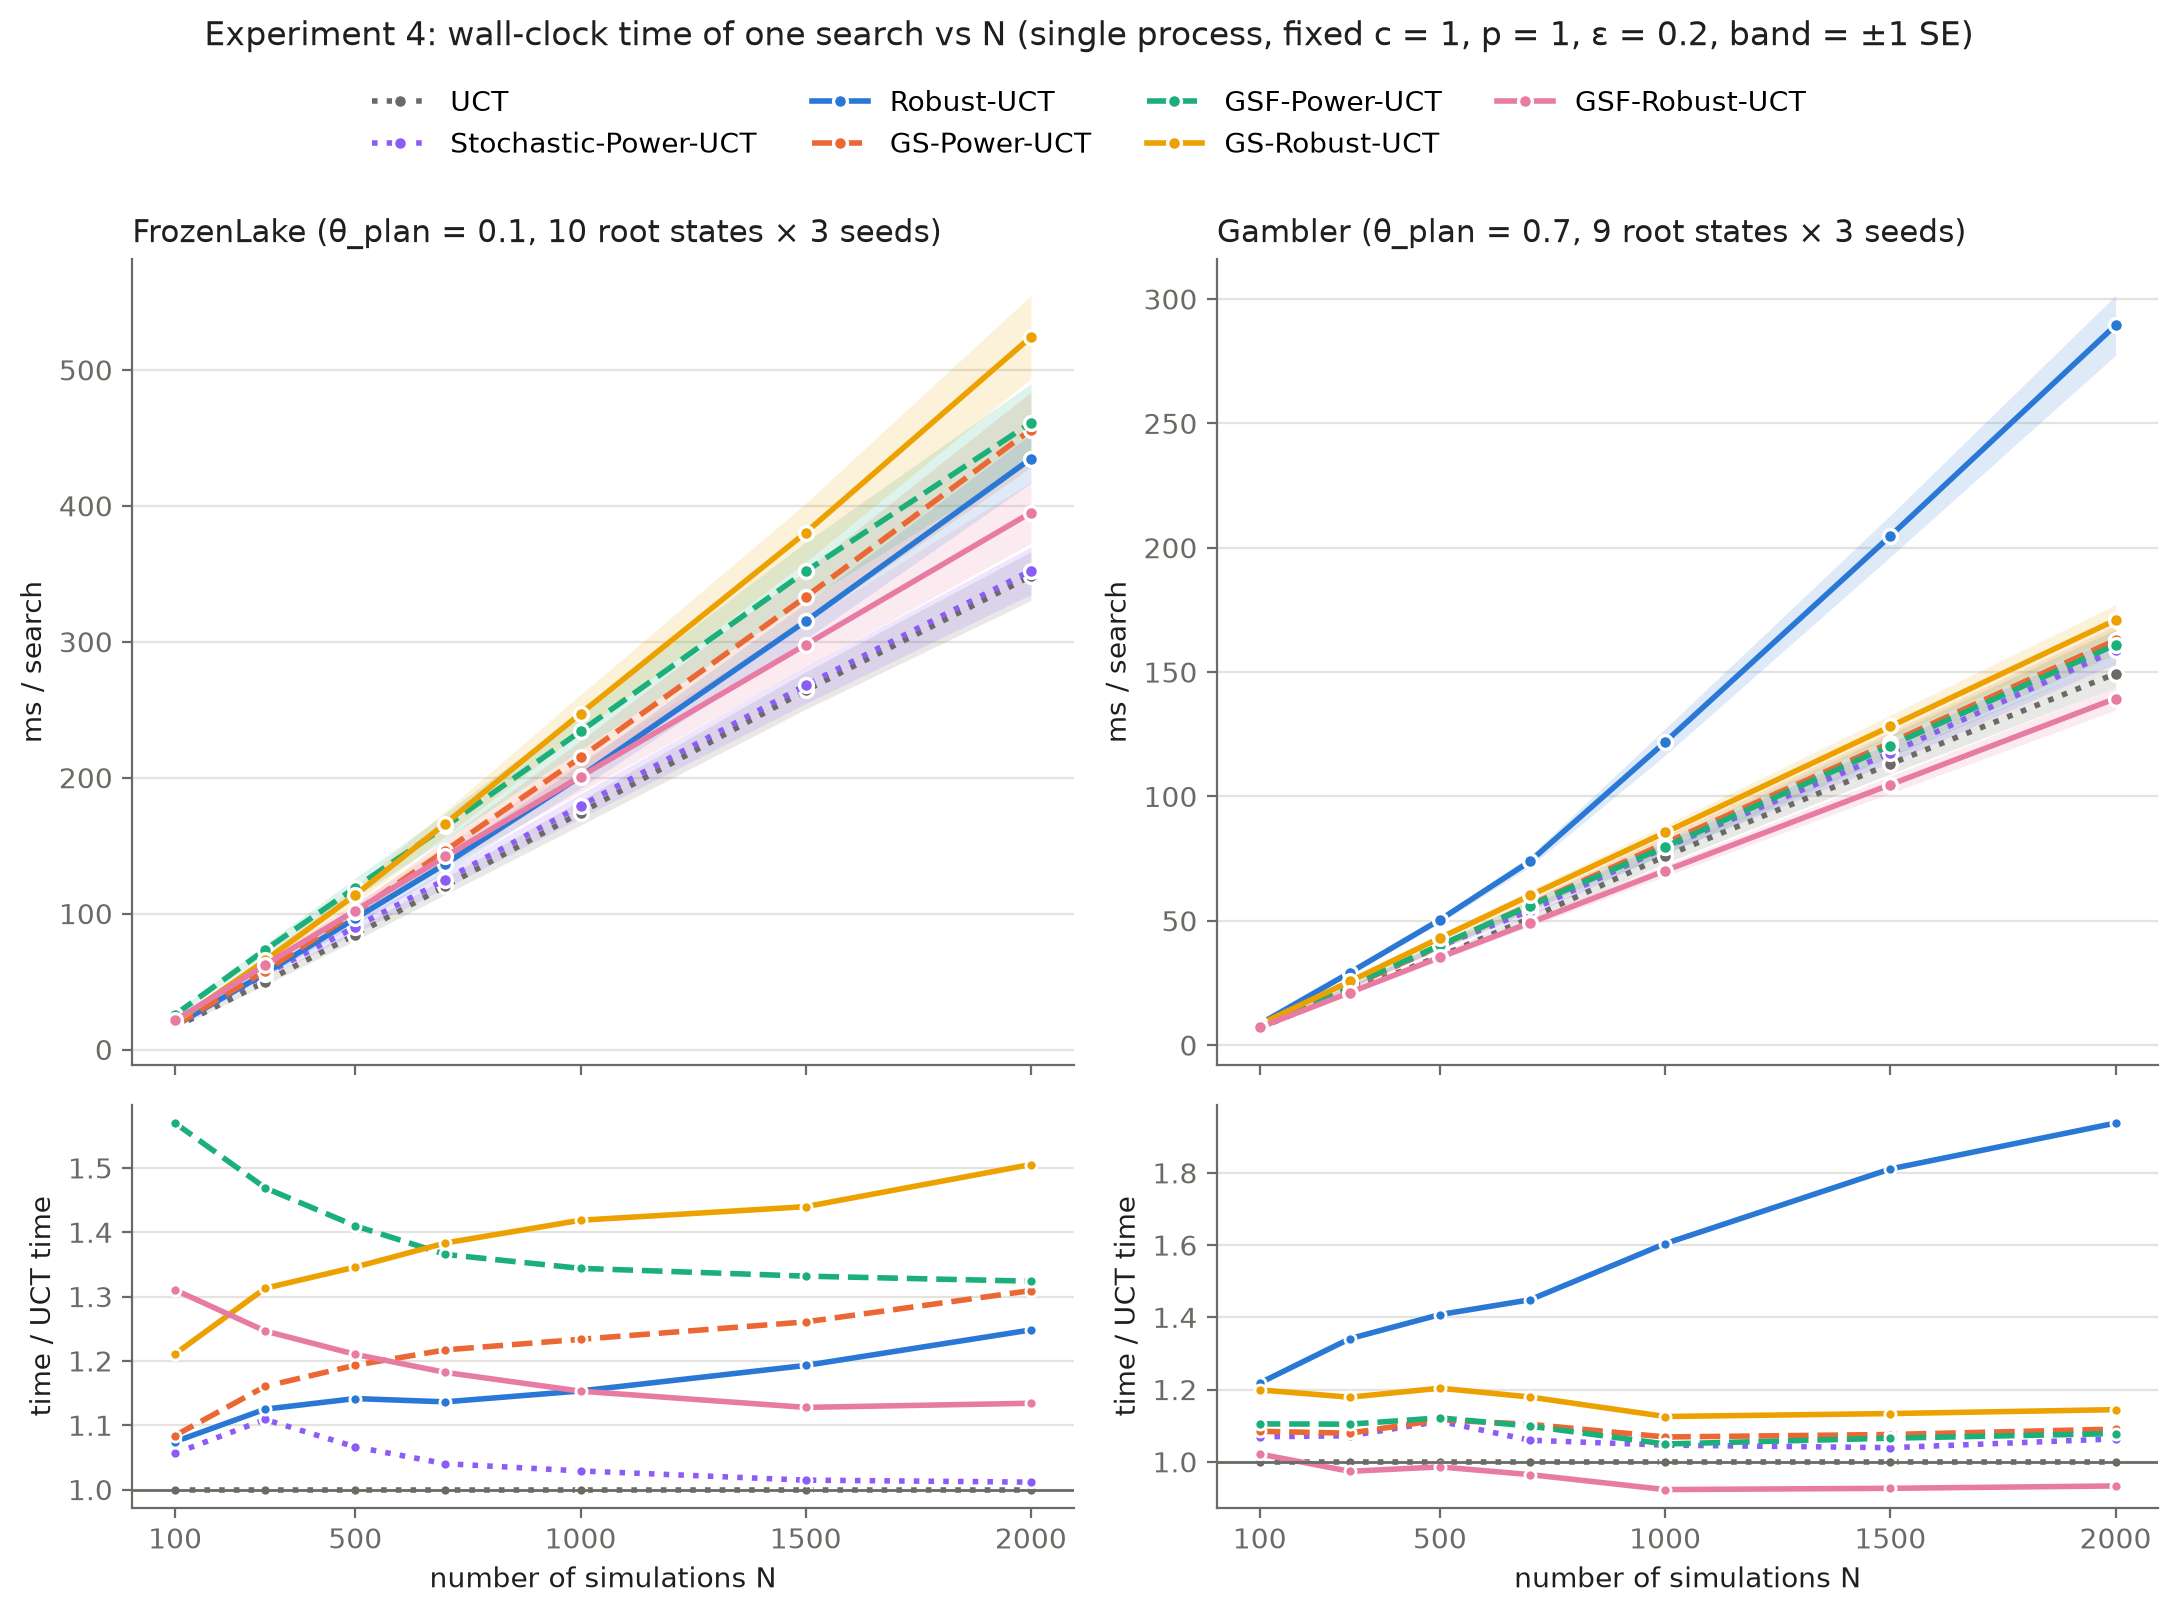 Experiment 4: wall-clock time of one search vs N (single process, fixed c = 1, p = 1, ε = 0.2, band = ±1 SE)
UCT
Robust-UCT
GSF-Power-UCT
GSF-Robust-UCT
Stochastic-Power-UCT
GS-Power-UCT
GS-Robust-UCT
FrozenLake (θ_plan = 0.1, 10 root states × 3 seeds)
ms / search
500
400
300
200
100
0
Gambler (θ_plan = 0.7, 9 root states × 3 seeds)
ms / search
300
250
200
150
100
50
0
time / UCT time
1.5
1.4
1.3
1.2
1.1
1.0
100 500 1000 1500 2000
number of simulations N
time / UCT time
1.8
1.6
1.4
1.2
1.0
100 500 1000 1500 2000
number of simulations N